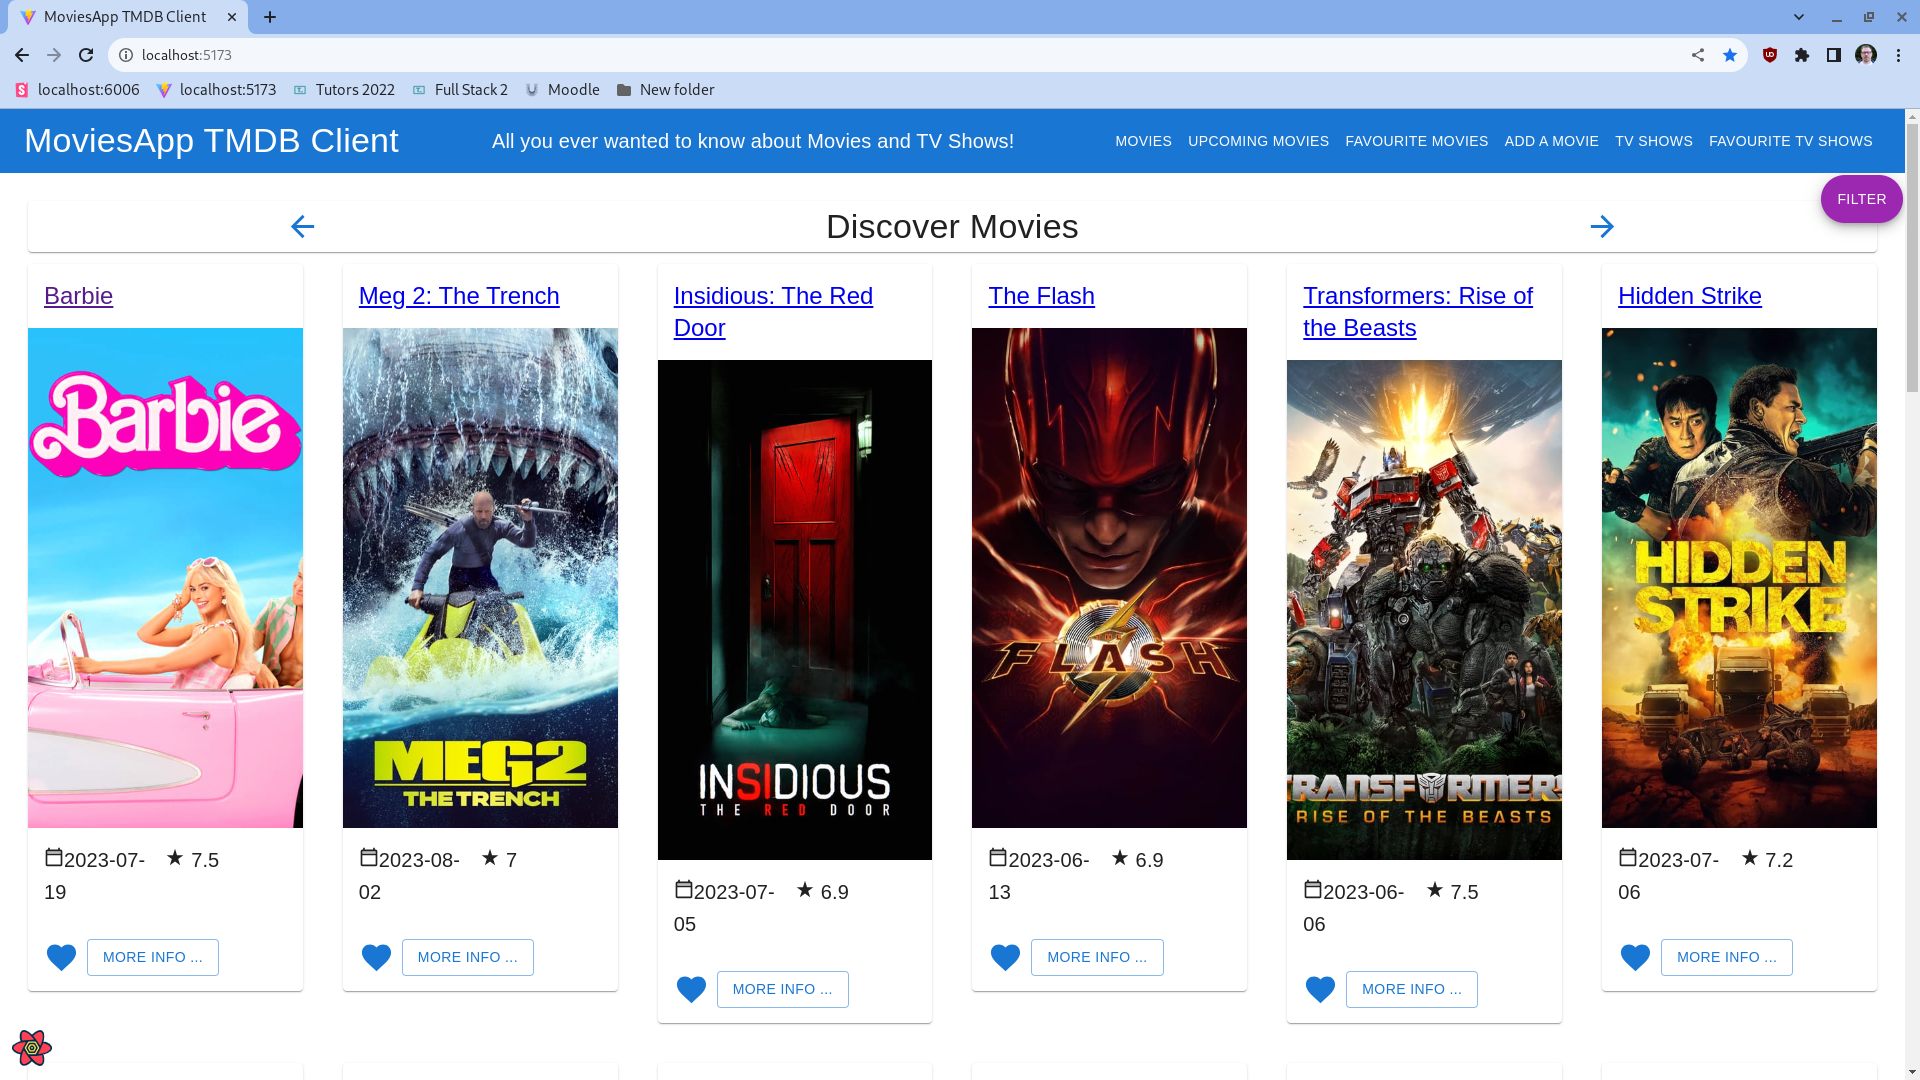 MoviesApp TMDB Client
localhost:5173
localhost:6006 localhost:5173 Tutors 2022 Full Stack 2 Moodle New folder
MoviesApp TMDB Client All you ever wanted to know about Movies and TV Shows! MOVIES UPCOMING MOVIES FAVOURITE MOVIES ADD A MOVIE TV SHOWS FAVOURITE TV SHOWS
FILTER
Discover Movies
Barbie
Barbie
2023-07-
19
7.5
MORE INFO ...
Meg 2: The Trench
MEG2
THE TRENCH
2023-08-
02
7
MORE INFO ...
Insidious: The Red
Door
INSIDIOUS
THE RED DOOR
2023-07-
05
6.9
MORE INFO ...
The Flash
THE
FLASH
2023-06-
13
6.9
MORE INFO ...
Transformers: Rise of
the Beasts
TRANSFORMERS
RISE OF THE BEASTS
2023-06-
06
7.5
MORE INFO ...
Hidden Strike
HIDDEN
STRIKE
2023-07-
06
7.2
MORE INFO ...